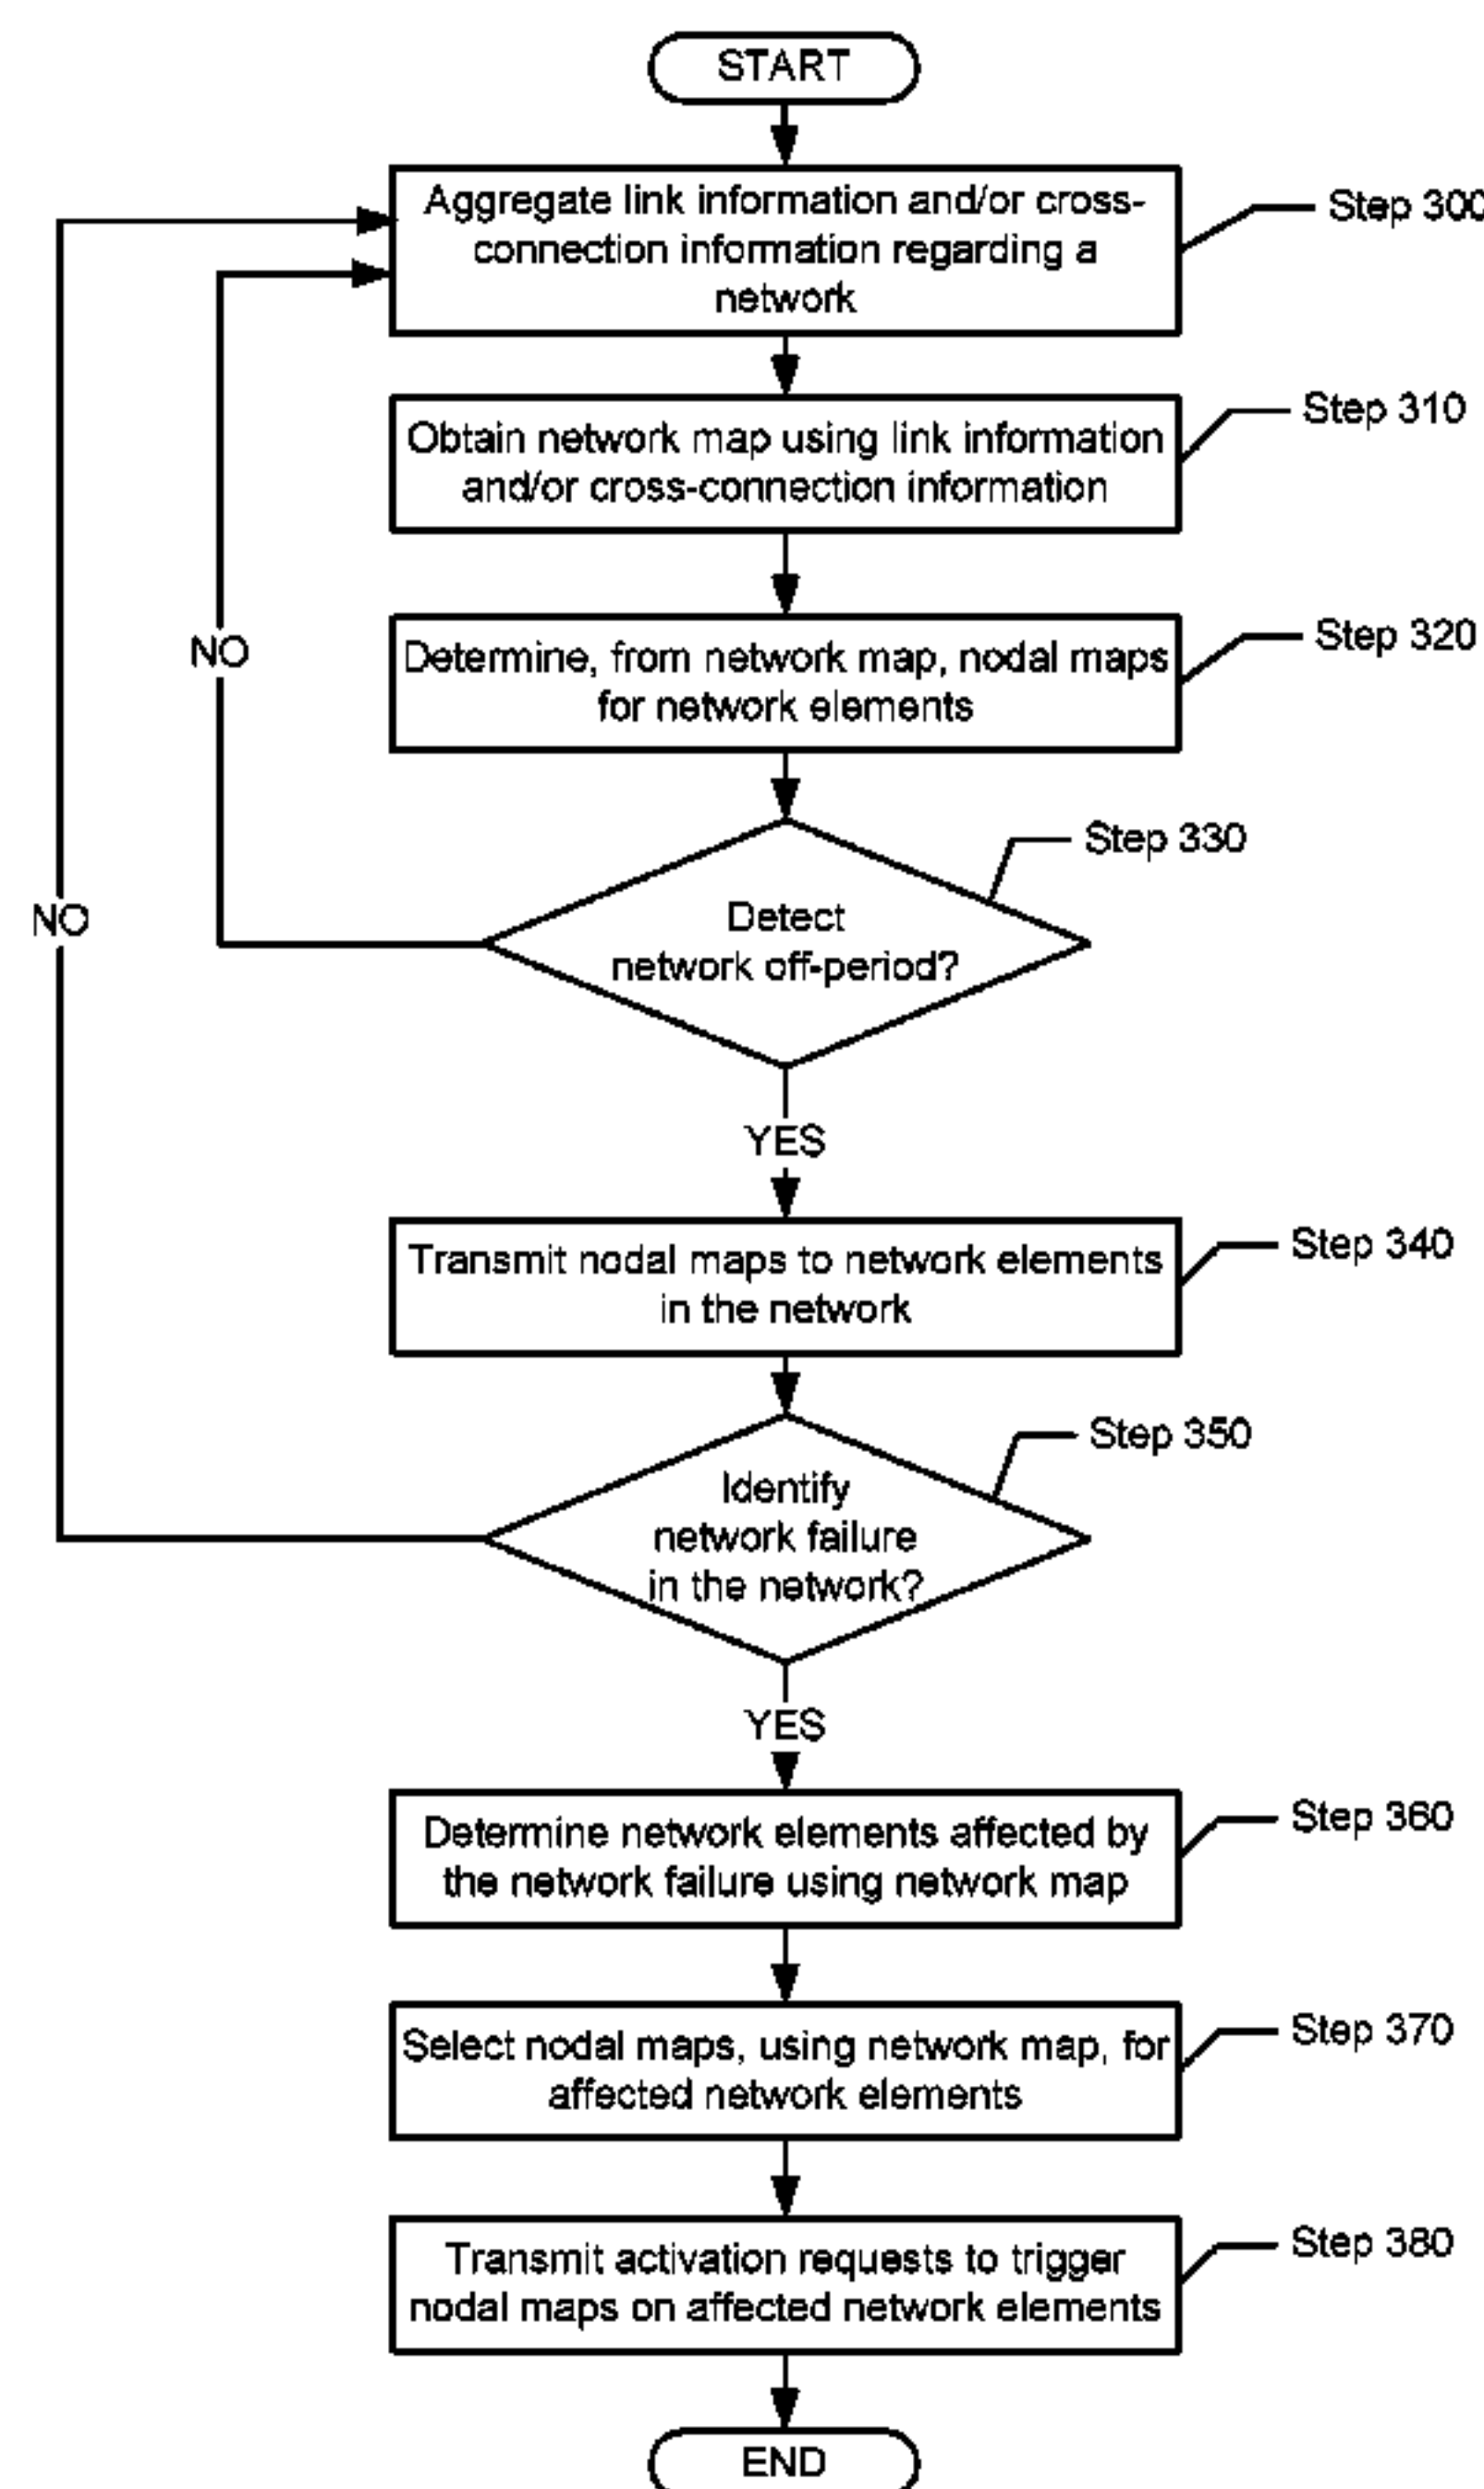 START
Aggregate link information and/or cross-
connection information regarding a
network
Step 300
Obtain network map using link information
and/or cross-connection information
Step 310
Determine, from network map, nodal maps
for network elements
Step 320
NO
Detect
network off-period?
Step 330
NO
YES
Transmit nodal maps to network elements
in the network
Step 340
Identify
network failure
in the network?
Step 350
YES
Determine network elements affected by
the network failure using network map
Step 360
Select nodal maps, using network map, for
affected network elements
Step 370
Transmit activation requests to trigger
nodal maps on affected network elements
Step 380
END